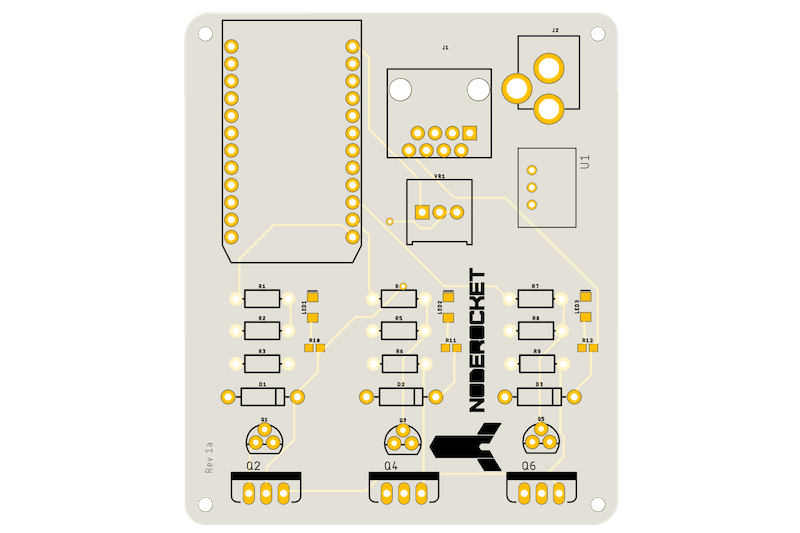 J2
J1
U1
VR1
R1
R
R7
LED1
LED2
LED3
R2
R5
R8
R10
R11
R12
R3
R6
R9
NODEROCKET
D1
D2
D3
Q1
Q3
Q5
Rev 1a
Q2
Q4
Q6